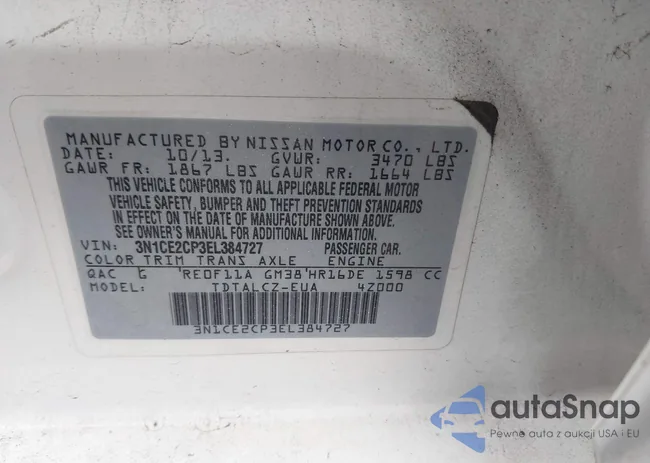 MANUFACTURED BY NISSAN MOTOR CO., LTD.
DATE: 10/13. GVWR: 3470 LBS
GAWR FR: 1867 LBS GAWR RR: 1664 LBS
THIS VEHICLE CONFORMS TO ALL APPLICABLE FEDERAL MOTOR
VEHICLE SAFETY, BUMPER AND THEFT PREVENTION STANDARDS
IN EFFECT ON THE DATE OF MANUFACTURE SHOWN ABOVE.
SEE OWNER'S MANUAL FOR ADDITIONAL INFORMATION.
VIN: 3N1CE2CP3EL384727 PASSENGER CAR.
COLOR TRIM TRANS AXLE ENGINE
QAC G 'RE0F11A GM38'HR16DE 1598 CC
MODEL: TDTALCZ-EUA 4Z000
3N1CE2CP3EL384727
autoSnap
Pewne auta z aukcji USA i EU